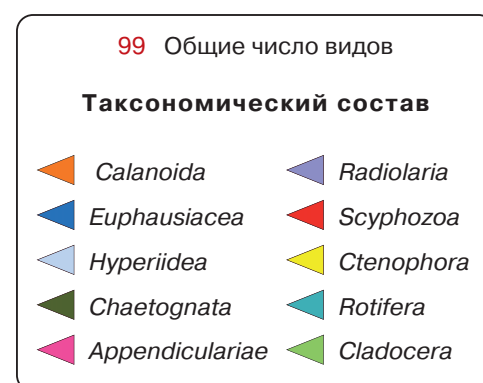 99 Общие число видов
Таксономический состав
Calanoida Radiolaria
Euphausiacea Scyphozoa
Hyperiidea Ctenophora
Chaetognata Rotifera
Appendiculariae Cladocera